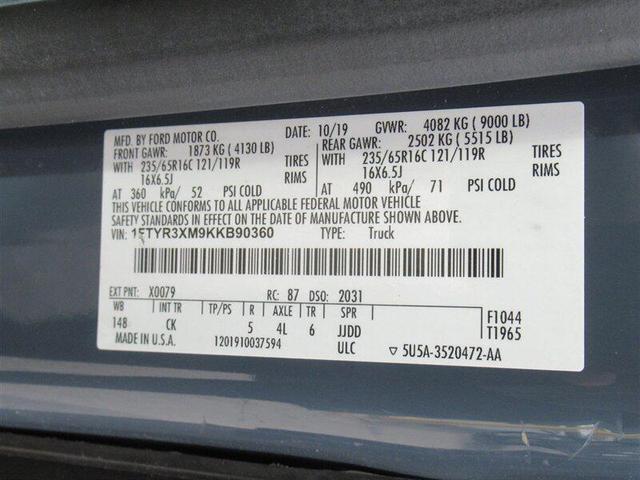 MFD. BY FORD MOTOR CO. DATE: 10/19 GVWR: 4082 KG ( 9000 LB)
FRONT GAWR: 1873 KG ( 4130 LB) REAR GAWR: 2502 KG ( 5515 LB)
WITH 235/65R16C 121/119R TIRES WITH 235/65R16C 121/119R TIRES
16X6.5J RIMS 16X6.5J RIMS
AT 360 kPa/ 52 PSI COLD AT 490 kPa/ 71 PSI COLD
THIS VEHICLE CONFORMS TO ALL APPLICABLE FEDERAL MOTOR VEHICLE
SAFETY STANDARDS IN EFFECT ON THE DATE OF MANUFACTURE SHOWN ABOVE.
VIN: 1FTYR3XM9KKB90360 TYPE: Truck
EXT PNT: X0079 RC: 87 DSO: 2031
WB INT TR TP/PS R AXLE TR SPR F1044
148 CK 5 4L 6 JJDD T1965
MADE IN U.S.A. 1201910037594 ULC ▽ 5U5A-3520472-AA